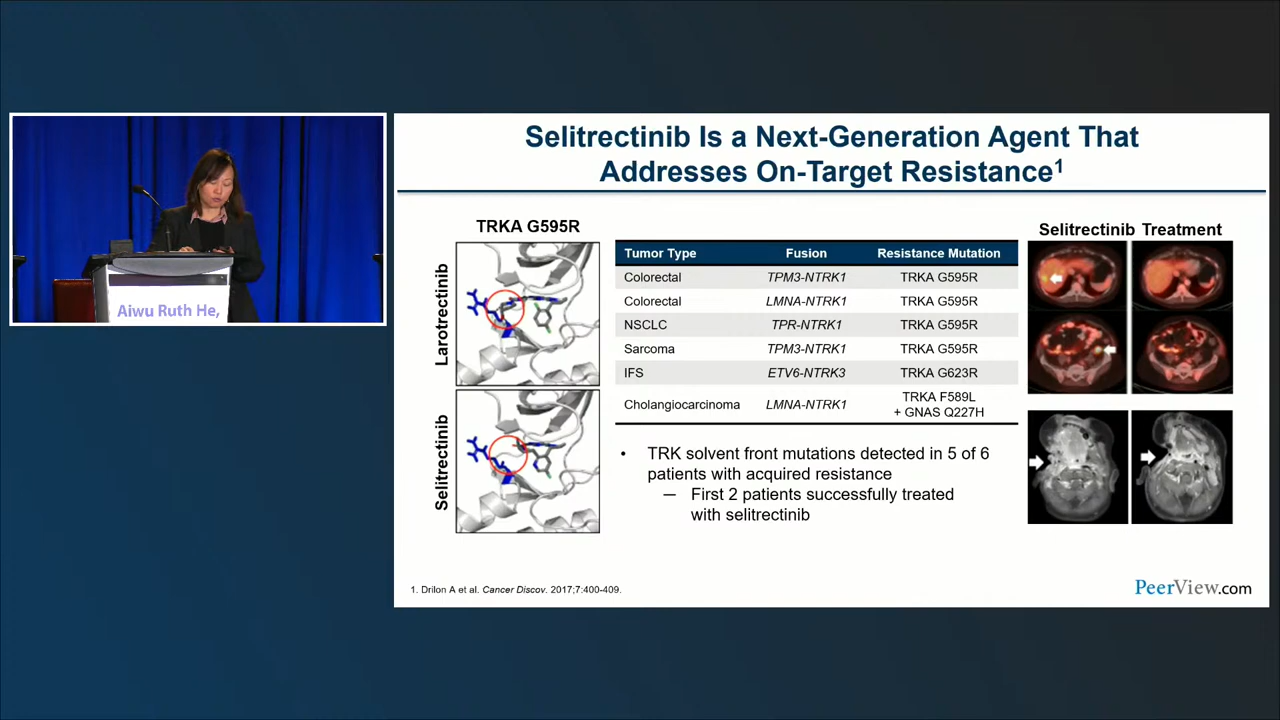 Aiwu Ruth He,
Selitrectinib Is a Next-Generation Agent That
Addresses On-Target Resistance1
TRKA G595R
Larotrectinib
Selitrectinib
Tumor Type Fusion Resistance Mutation
Colorectal TPM3-NTRK1 TRKA G595R
Colorectal LMNA-NTRK1 TRKA G595R
NSCLC TPR-NTRK1 TRKA G595R
Sarcoma TPM3-NTRK1 TRKA G595R
IFS ETV6-NTRK3 TRKA G623R
Cholangiocarcinoma LMNA-NTRK1 TRKA F589L
+ GNAS Q227H
• TRK solvent front mutations detected in 5 of 6
patients with acquired resistance
— First 2 patients successfully treated
with selitrectinib
Selitrectinib Treatment
1. Drilon A et al. Cancer Discov. 2017;7:400-409.
PeerView.com